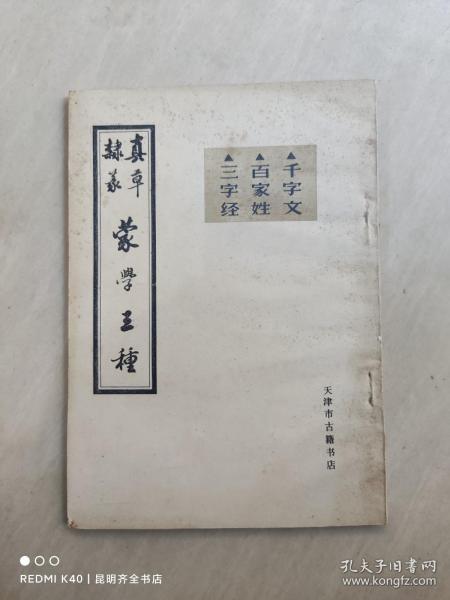 真草
隸篆
蒙學三種
▲千字文
▲百家姓
▲三字经
天津市古籍书店
REDMI K40 | 昆明齐全书店
孔夫子旧书网
www.kongfz.com